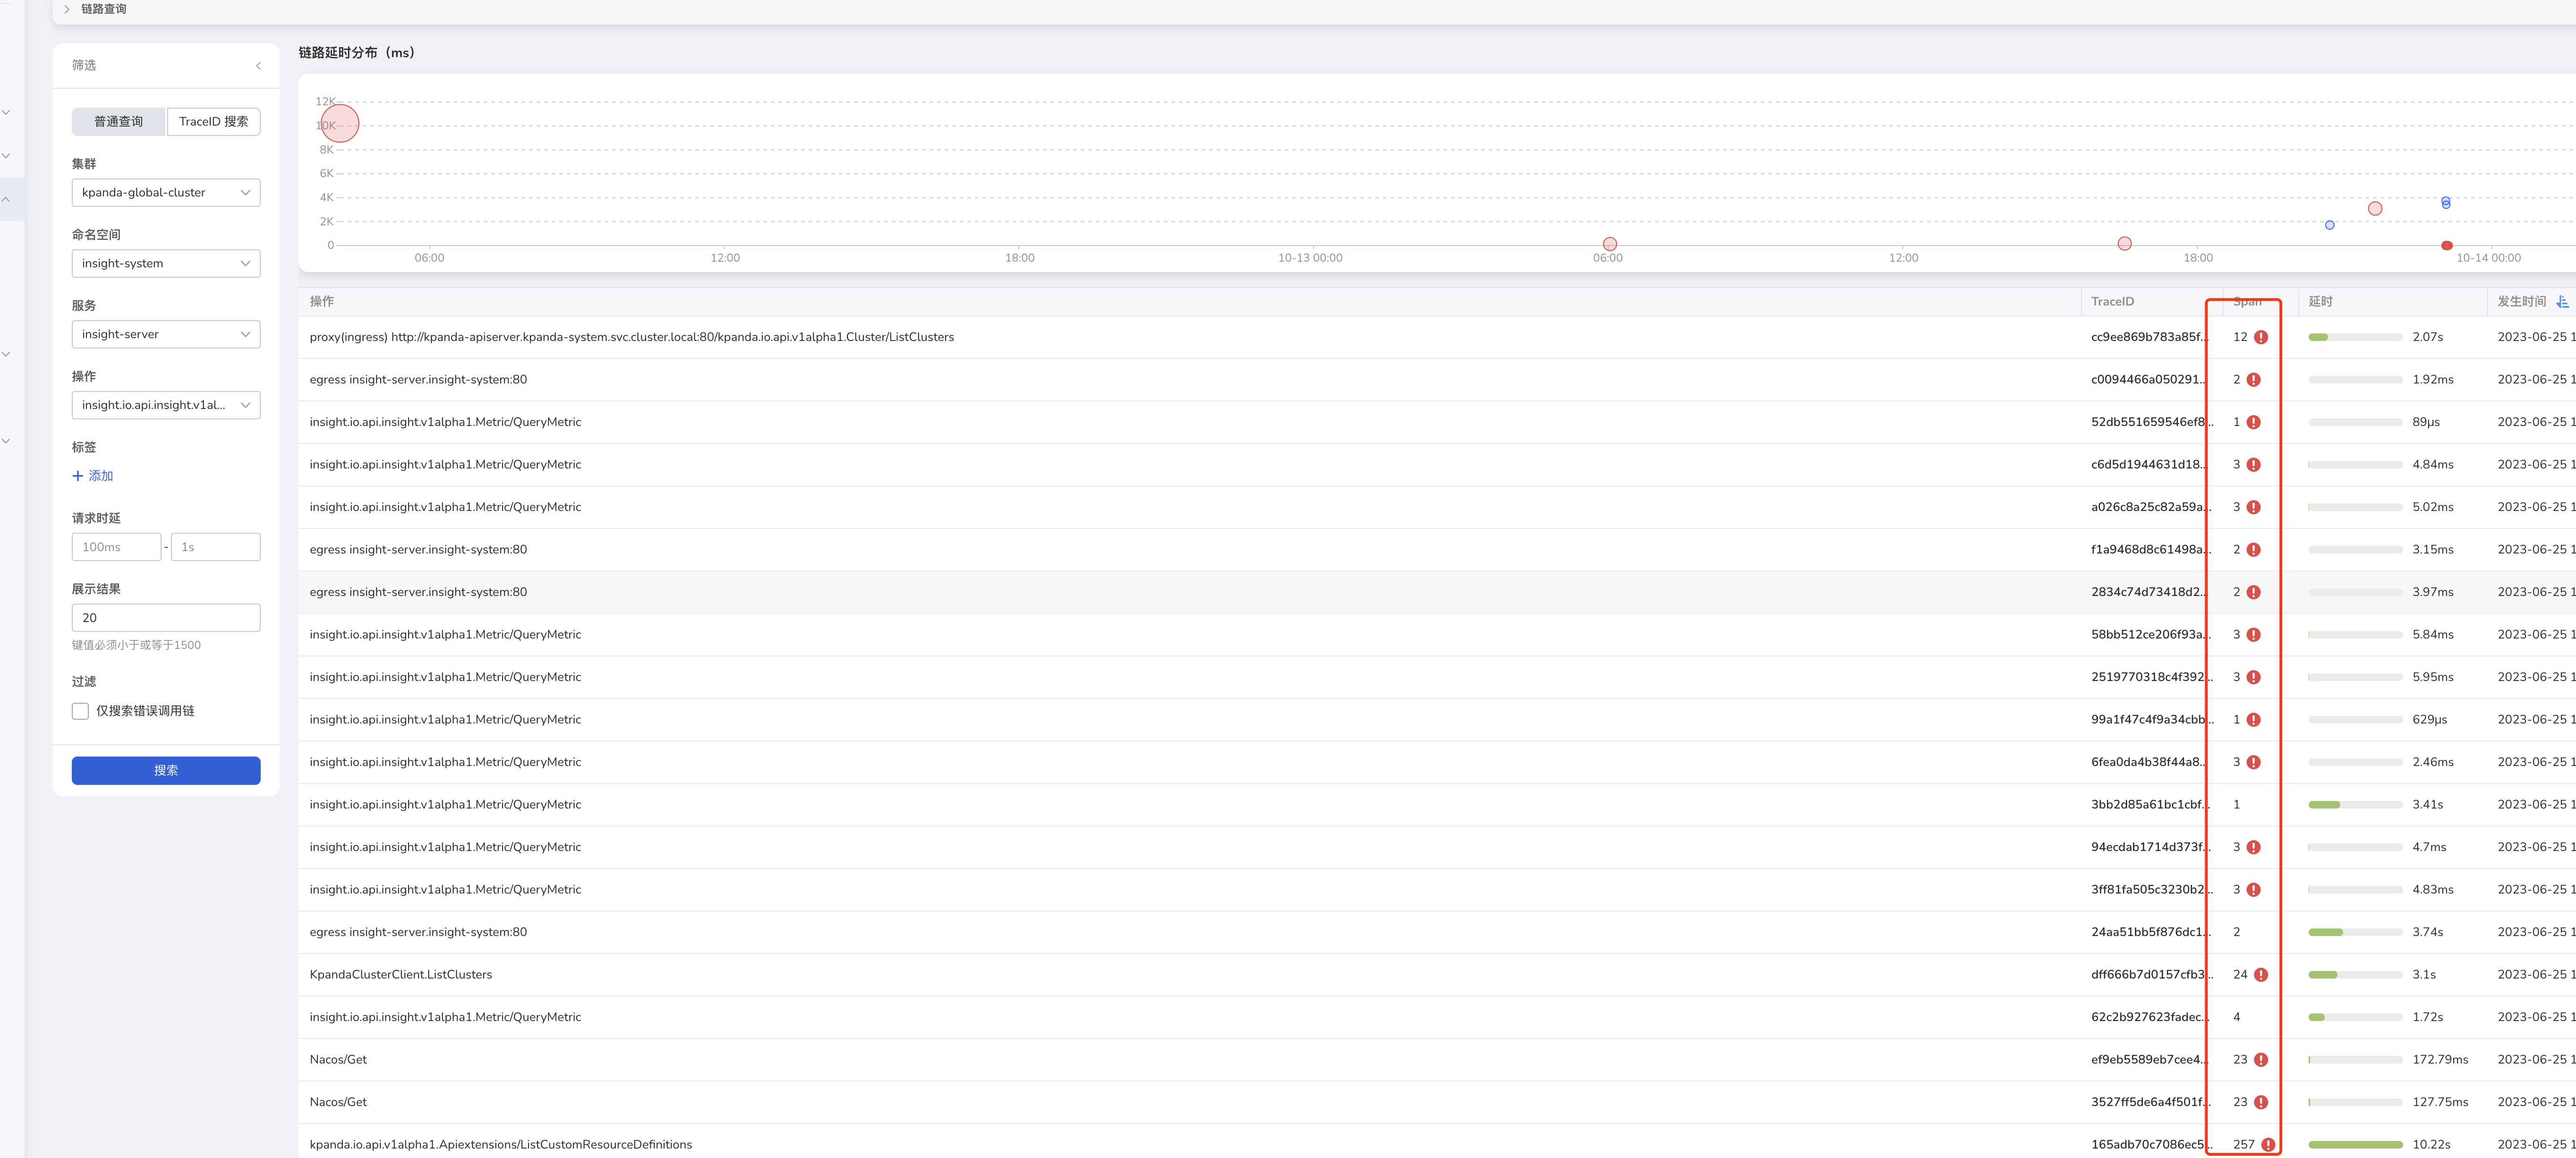 链路查询
筛选
普通查询 TraceID 搜索
集群
kpanda-global-cluster
命名空间
insight-system
服务
insight-server
操作
insight.io.api.insight.v1al...
标签
添加
请求时延
100ms - 1s
展示结果
20
键值必须小于或等于1500
过滤
仅搜索错误调用链
搜索
链路延时分布（ms）
12K
10K
8K
6K
4K
2K
0
06:00 12:00 18:00 10-13 00:00 06:00 12:00 18:00 10-14 00:00
操作 TraceID Span 延时 发生时间
proxy(ingress) http://kpanda-apiserver.kpanda-system.svc.cluster.local:80/kpanda.io.api.v1alpha1.Cluster/ListClusters cc9ee869b783a85f... 12 2.07s 2023-06-25 1
egress insight-server.insight-system:80 c0094466a050291... 2 1.92ms 2023-06-25 1
insight.io.api.insight.v1alpha1.Metric/QueryMetric 52db551659546ef8... 1 89μs 2023-06-25 1
insight.io.api.insight.v1alpha1.Metric/QueryMetric c6d5d1944631d18... 3 4.84ms 2023-06-25 1
insight.io.api.insight.v1alpha1.Metric/QueryMetric a026c8a25c82a59a... 3 5.02ms 2023-06-25 1
egress insight-server.insight-system:80 f1a9468d8c61498a... 2 3.15ms 2023-06-25 1
egress insight-server.insight-system:80 2834c74d73418d2... 2 3.97ms 2023-06-25 1
insight.io.api.insight.v1alpha1.Metric/QueryMetric 58bb512ce206f93a... 3 5.84ms 2023-06-25 1
insight.io.api.insight.v1alpha1.Metric/QueryMetric 2519770318c4f392... 3 5.95ms 2023-06-25 1
insight.io.api.insight.v1alpha1.Metric/QueryMetric 99a1f47c4f9a34cbb... 1 629μs 2023-06-25 1
insight.io.api.insight.v1alpha1.Metric/QueryMetric 6fea0da4b38f44a8... 3 2.46ms 2023-06-25 1
insight.io.api.insight.v1alpha1.Metric/QueryMetric 3bb2d85a61bc1cbf... 1 3.41s 2023-06-25 1
insight.io.api.insight.v1alpha1.Metric/QueryMetric 94ecdab1714d373f... 3 4.7ms 2023-06-25 1
insight.io.api.insight.v1alpha1.Metric/QueryMetric 3ff81fa505c3230b2... 3 4.83ms 2023-06-25 1
egress insight-server.insight-system:80 24aa51bb5f876dc1... 2 3.74s 2023-06-25 1
KpandaClusterClient.ListClusters dff666b7d0157cfb3... 24 3.1s 2023-06-25 1
insight.io.api.insight.v1alpha1.Metric/QueryMetric 62c2b927623fadec... 4 1.72s 2023-06-25 1
Nacos/Get ef9eb5589eb7cee4... 23 172.79ms 2023-06-25 1
Nacos/Get 3527ff5de6a4f501f... 23 127.75ms 2023-06-25 1
kpanda.io.api.v1alpha1.Apiextensions/ListCustomResourceDefinitions 165adb70c7086ec5... 257 10.22s 2023-06-25 1